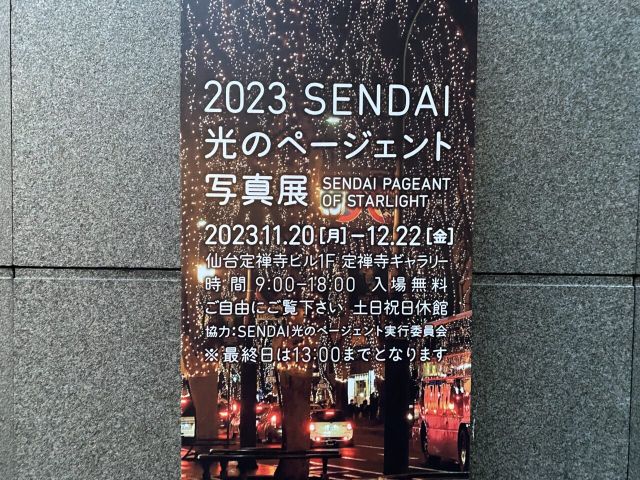 2023 SENDAI
光のページェント
写真展 SENDAI PAGEANT OF STARLIGHT
2023.11.20[月]–12.22[金]
仙台定禅寺ビル1F 定禅寺ギャラリー
時間 9:00–18:00 入場無料
ご自由にご覧下さい 土日祝日休館
協力:SENDAI光のページェント実行委員会
※最終日は13:00までとなります